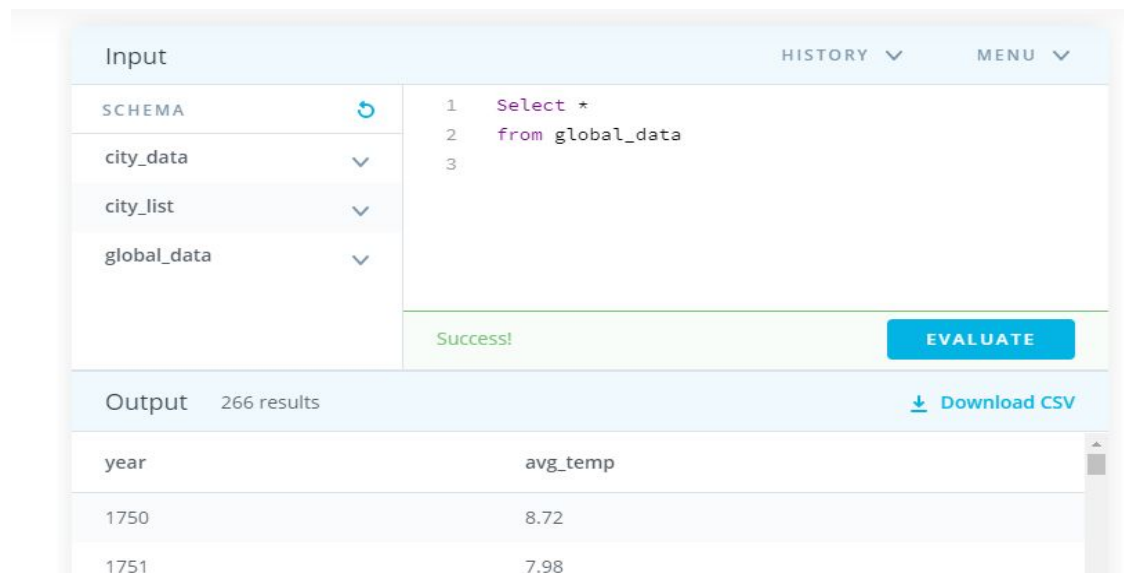 Input HISTORY MENU
SCHEMA
city_data
city_list
global_data
1 Select *
2 from global_data
3
Success! EVALUATE
Output 266 results Download CSV
year avg_temp
1750 8.72
1751 7.98